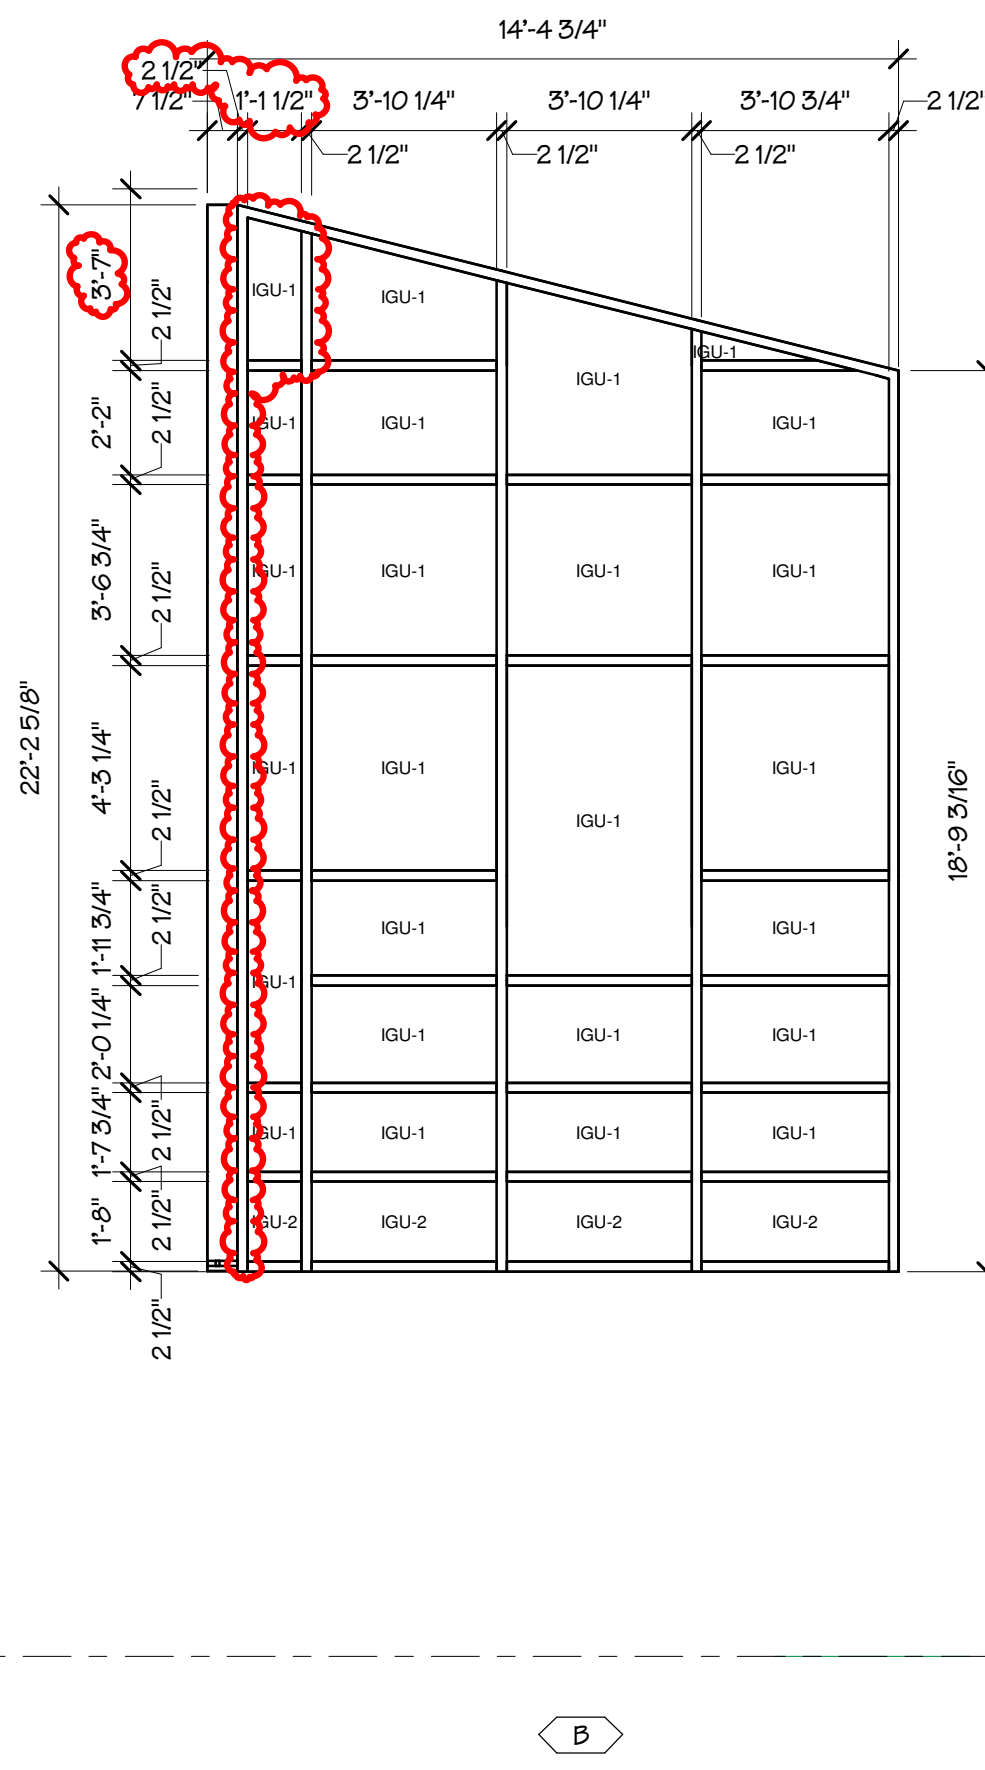 14'-4 3/4"
2 1/2"
7 1/2" 1'-1 1/2" 3'-10 1/4" 3'-10 1/4" 3'-10 3/4" 2 1/2"
2 1/2" 2 1/2" 2 1/2"
3'-7"
2 1/2"
IGU-1 IGU-1
IGU-1
IGU-1
2'-2"
2 1/2"
IGU-1 IGU-1 IGU-1
3'-6 3/4"
2 1/2"
IGU-1 IGU-1 IGU-1 IGU-1
22'-2 5/8"
4'-3 1/4"
2 1/2"
IGU-1 IGU-1 IGU-1
IGU-1
18'-9 3/16"
1'-11 3/4"
2 1/2"
IGU-1 IGU-1
IGU-1
2'-0 1/4"
IGU-1 IGU-1 IGU-1
1'-7 3/4"
2 1/2"
IGU-1 IGU-1 IGU-1 IGU-1
1'-8"
2 1/2"
IGU-2 IGU-2 IGU-2 IGU-2
2 1/2"
B